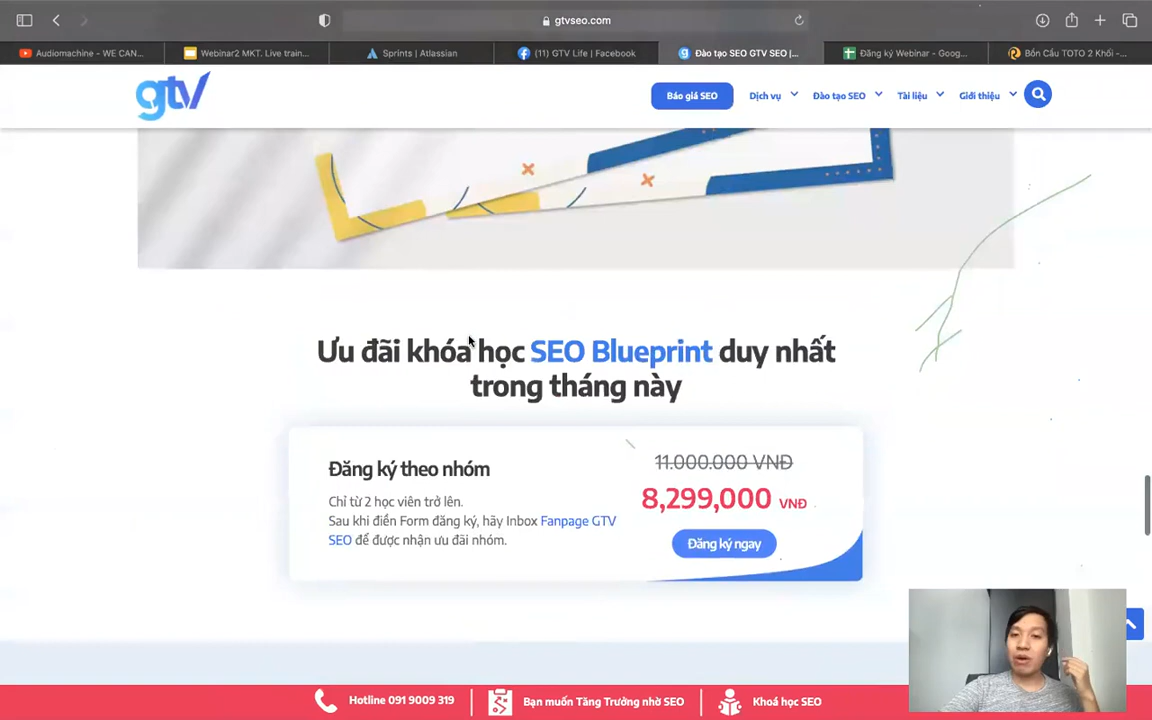 gtvseo.com
Audiomachine - WE CAN...
Webinar2 MKT. Live train...
Sprints | Atlassian
(11) GTV Life | Facebook
Đào tạo SEO GTV SEO |...
Đăng ký Webinar - Goog...
Bồn Cầu TOTO 2 Khối -...
gtv
Báo giá SEO
Dịch vụ
Đào tạo SEO
Tài liệu
Giới thiệu
Ưu đãi khóa học SEO Blueprint duy nhất
trong tháng này
Đăng ký theo nhóm
Chỉ từ 2 học viên trở lên.
Sau khi điền Form đăng ký, hãy Inbox Fanpage GTV
SEO để được nhận ưu đãi nhóm.
11.000.000 VNĐ
8,299,000 VNĐ
Đăng ký ngay
Hotline 091 9009 319
Bạn muốn Tăng Trưởng nhờ SEO
Khoá học SEO